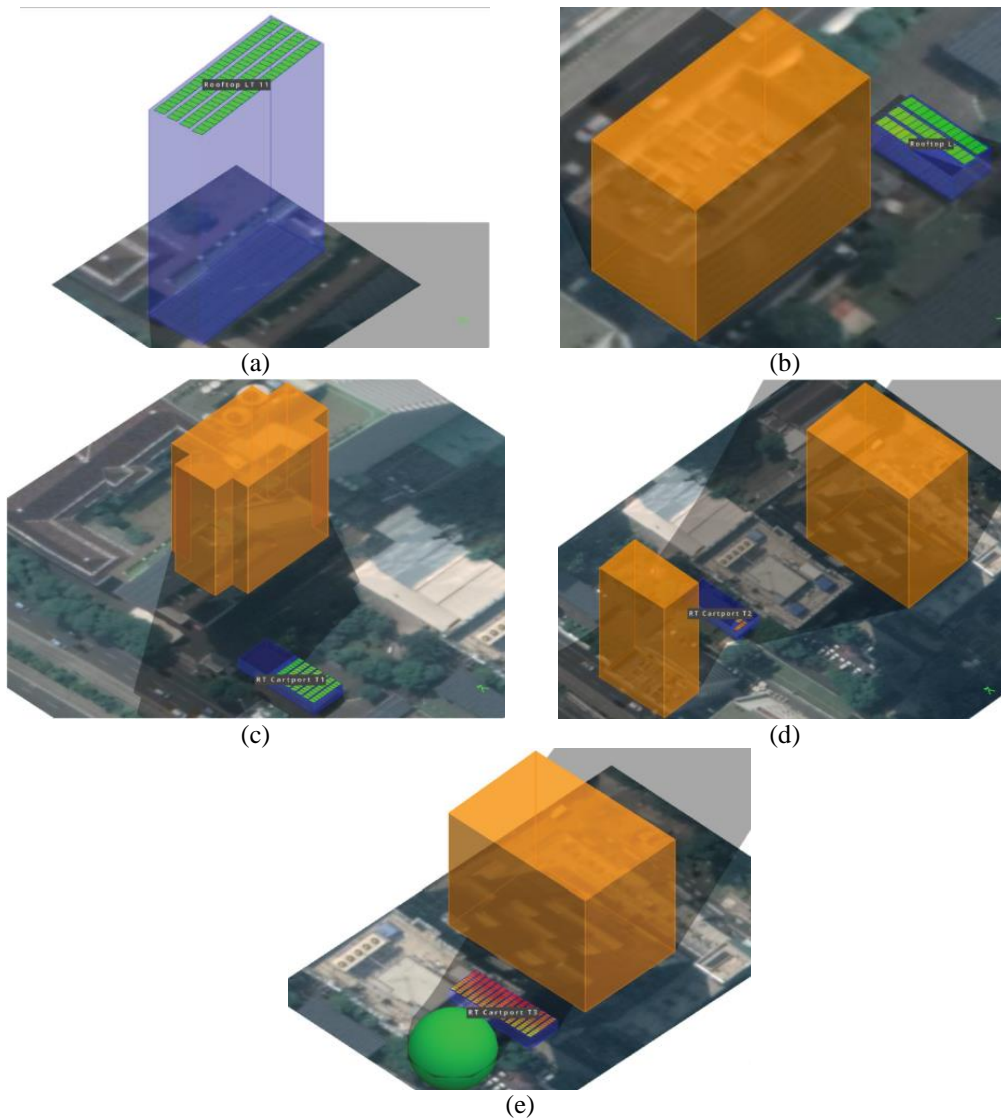 Rooftop LT 11
Rooftop L
(a)
(b)
RT Cartport T1
RT Cartport T2
(c)
(d)
RT Cartport T3
(e)